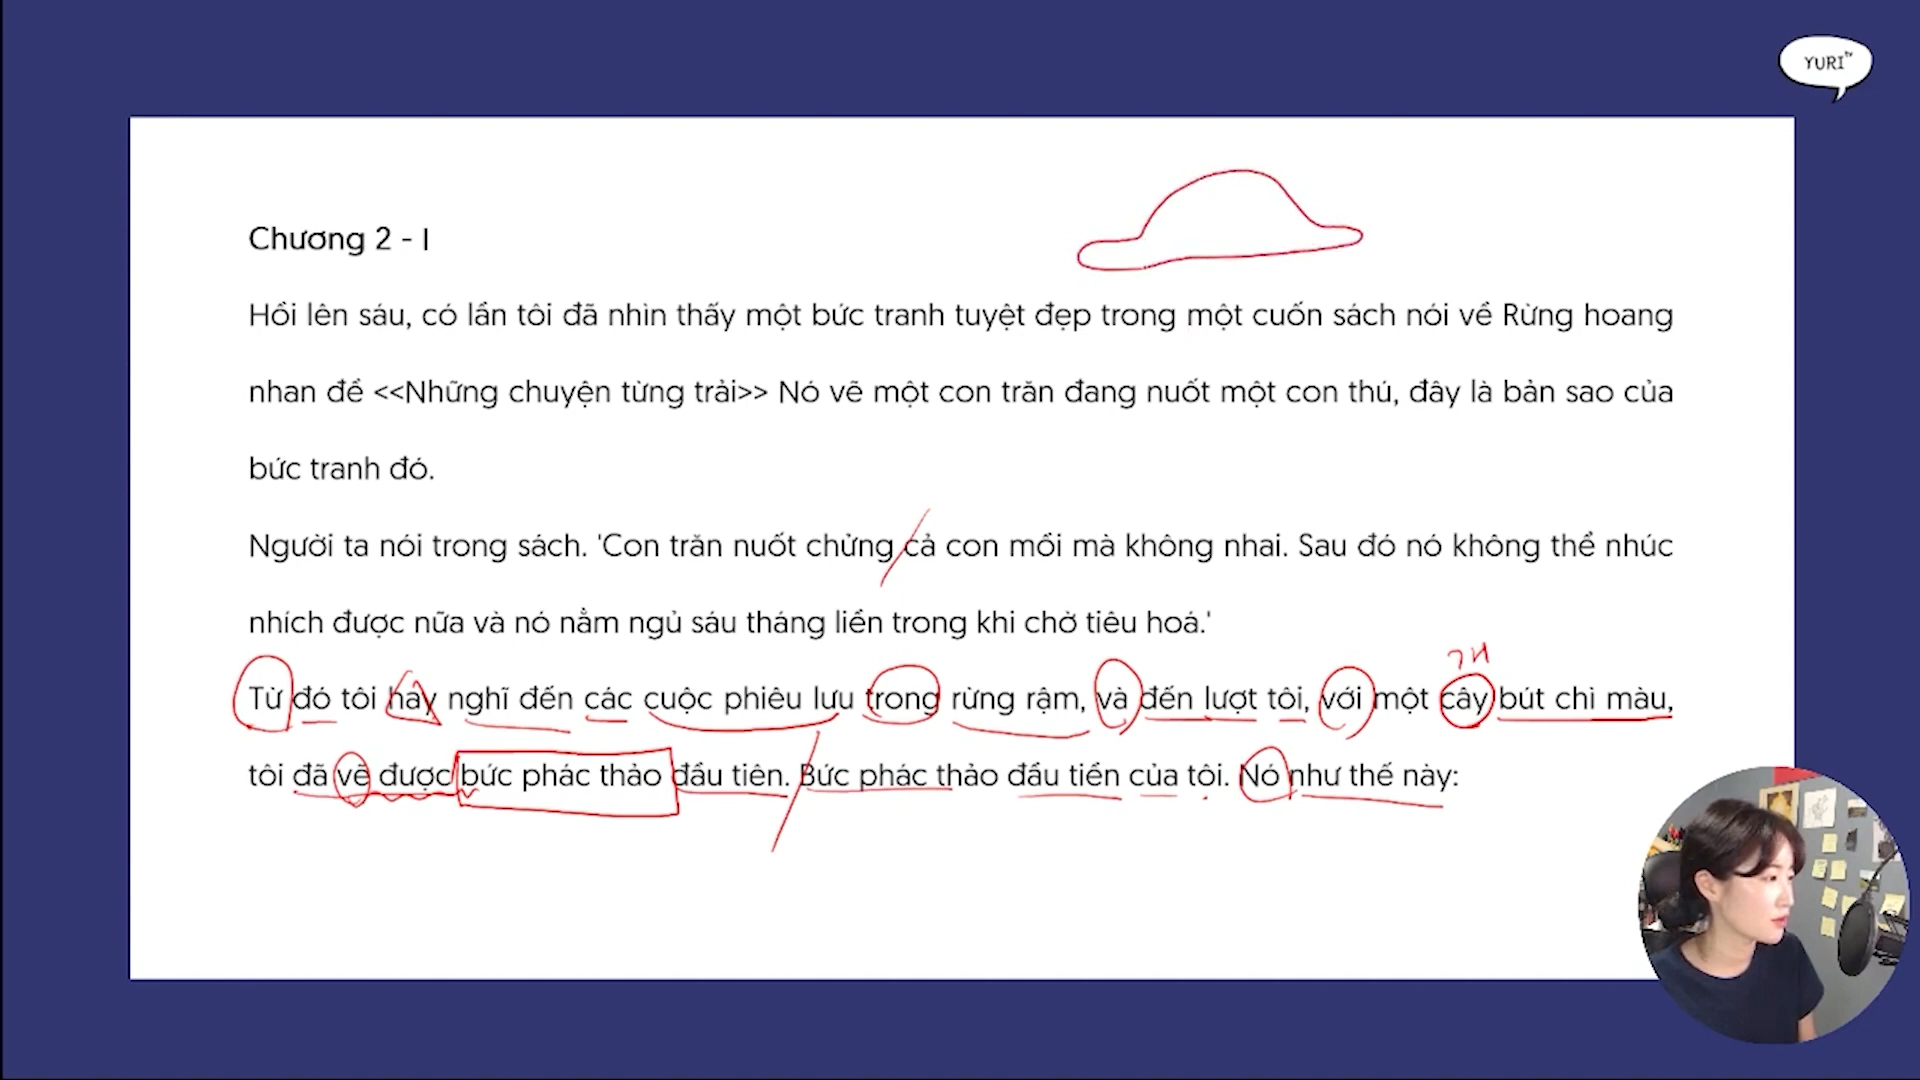 YURI tv
Chương 2 - 1
Hồi lên sáu, có lần tôi đã nhìn thấy một bức tranh tuyệt đẹp trong một cuốn sách nói về Rừng hoang
nhan đề <<Những chuyện từng trải>> Nó vẽ một con trăn đang nuốt một con thú, đây là bản sao của
bức tranh đó.
Người ta nói trong sách. 'Con trăn nuốt chửng cả con mồi mà không nhai. Sau đó nó không thể nhúc
nhích được nữa và nó nằm ngủ sáu tháng liền trong khi chờ tiêu hoá.'
개
Từ đó tôi hay nghĩ đến các cuộc phiêu lưu trong rừng rậm, và đến lượt tôi, với một cây bút chì màu,
tôi đã vẽ được bức phác thảo đầu tiên. Bức phác thảo đầu tiền của tôi. Nó như thế này: